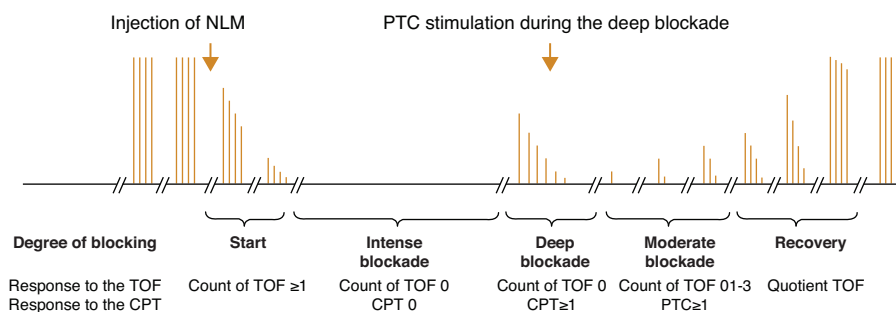 Injection of NLM
PTC stimulation during the deep blockade
Degree of blocking
Start
Intense
blockade
Deep
blockade
Moderate
blockade
Recovery
Response to the TOF
Response to the CPT
Count of TOF ≥1
Count of TOF 0
CPT 0
Count of TOF 0
CPT≥1
Count of TOF 01-3
PTC≥1
Quotient TOF